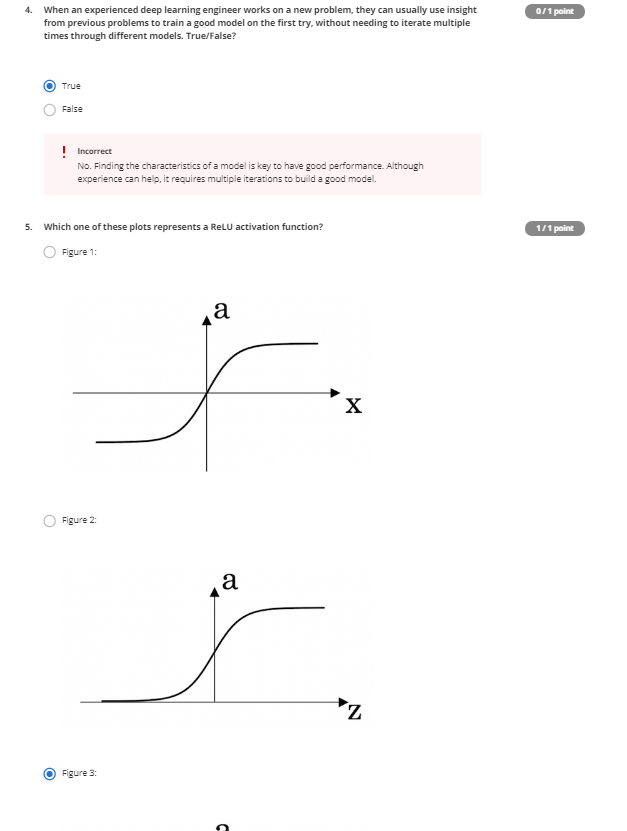 4. When an experienced deep learning engineer works on a new problem, they can usually use insight
0 / 1 point
from previous problems to train a good model on the first try, without needing to iterate multiple
times through different models. True/False?
True
False
! Incorrect
No. Finding the characteristics of a model is key to have good performance. Although
experience can help, it requires multiple iterations to build a good model.
5. Which one of these plots represents a ReLU activation function?
1 / 1 point
Figure 1:
a
x
Figure 2:
a
z
Figure 3: